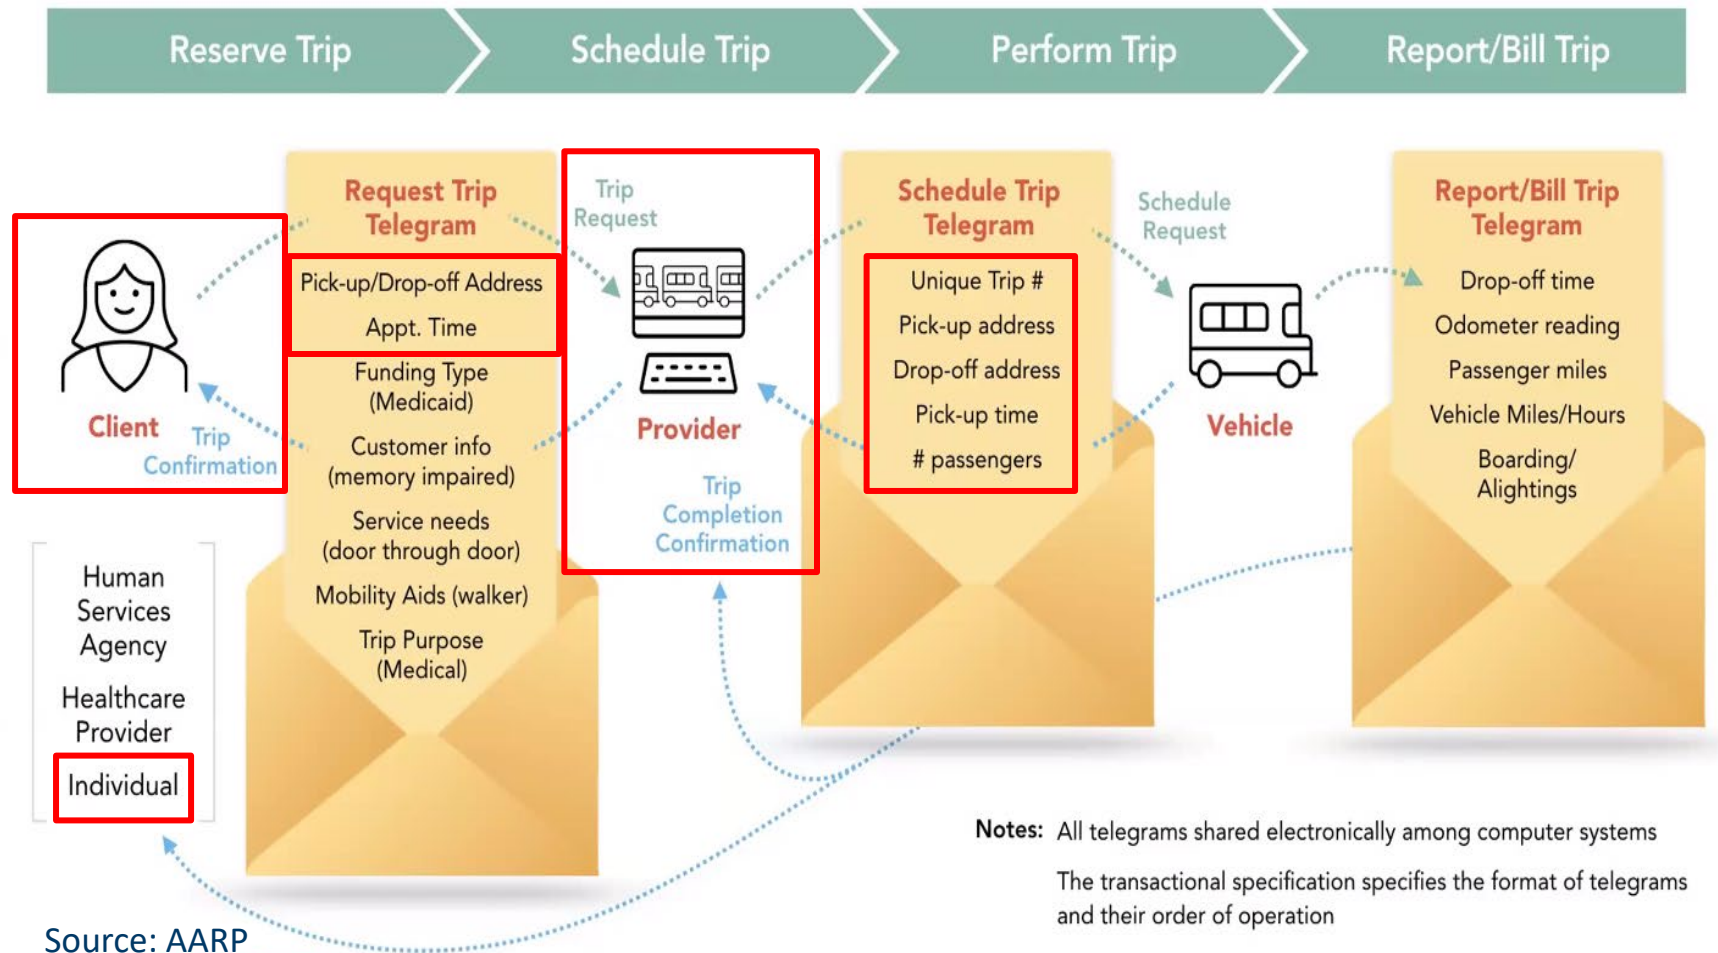 Reserve Trip
Schedule Trip
Perform Trip
Report/Bill Trip
Client
Trip
Confirmation
Human
Services
Agency
Healthcare
Provider
Individual
Request Trip
Telegram
Pick-up/Drop-off Address
Appt. Time
Funding Type
(Medicaid)
Customer info
(memory impaired)
Service needs
(door through door)
Mobility Aids (walker)
Trip Purpose
(Medical)
Trip
Request
Provider
Trip
Completion
Confirmation
Schedule Trip
Telegram
Unique Trip #
Pick-up address
Drop-off address
Pick-up time
# passengers
Schedule
Request
Vehicle
Report/Bill Trip
Telegram
Drop-off time
Odometer reading
Passenger miles
Vehicle Miles/Hours
Boarding/
Alightings
Notes: All telegrams shared electronically among computer systems
The transactional specification specifies the format of telegrams
and their order of operation
Source: AARP